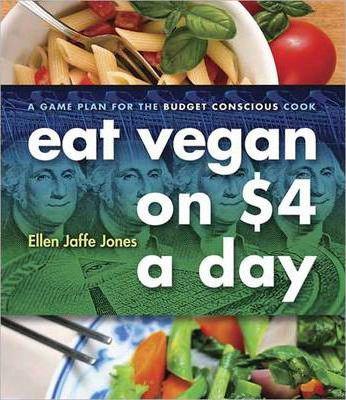 A GAME PLAN FOR THE BUDGET CONSCIOUS COOK
eat vegan
on $4
Ellen Jaffe Jones
a day